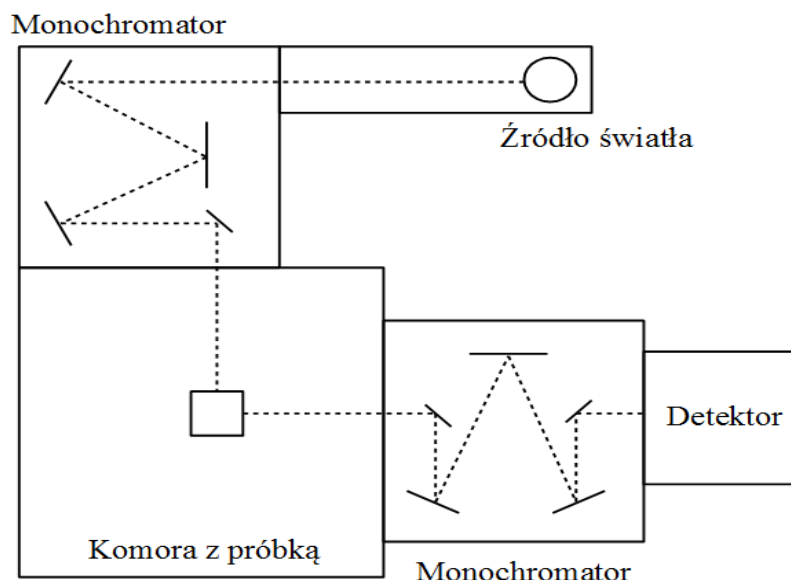 Monochromator
Źródło światła
Detektor
Komora z próbką
Monochromator